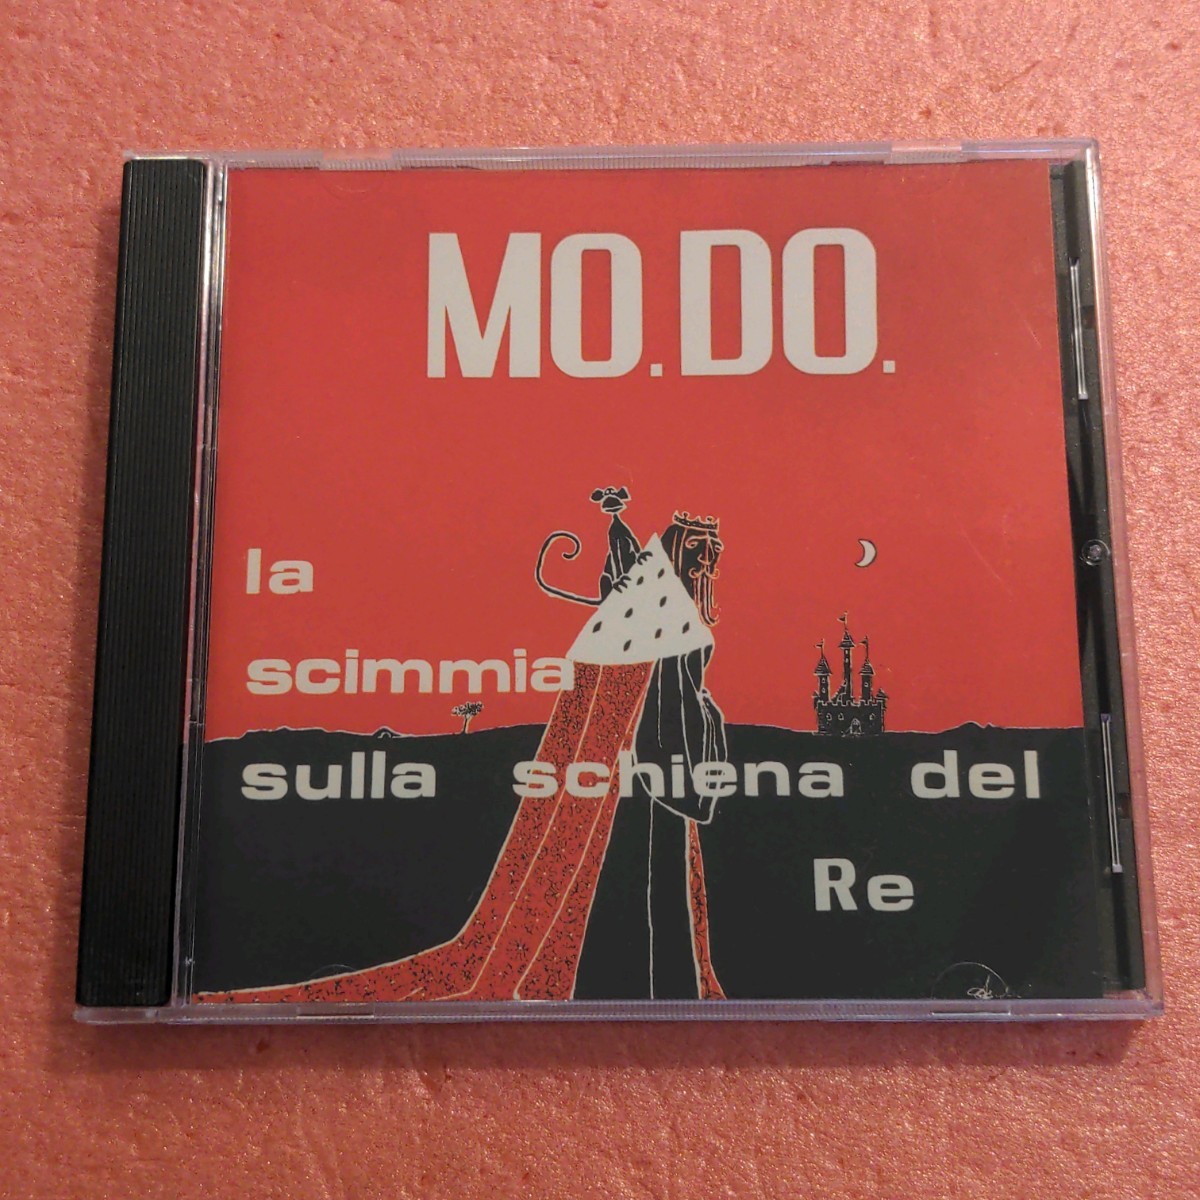 MO.DO.
la
scimmia
sulla schiena del
Re